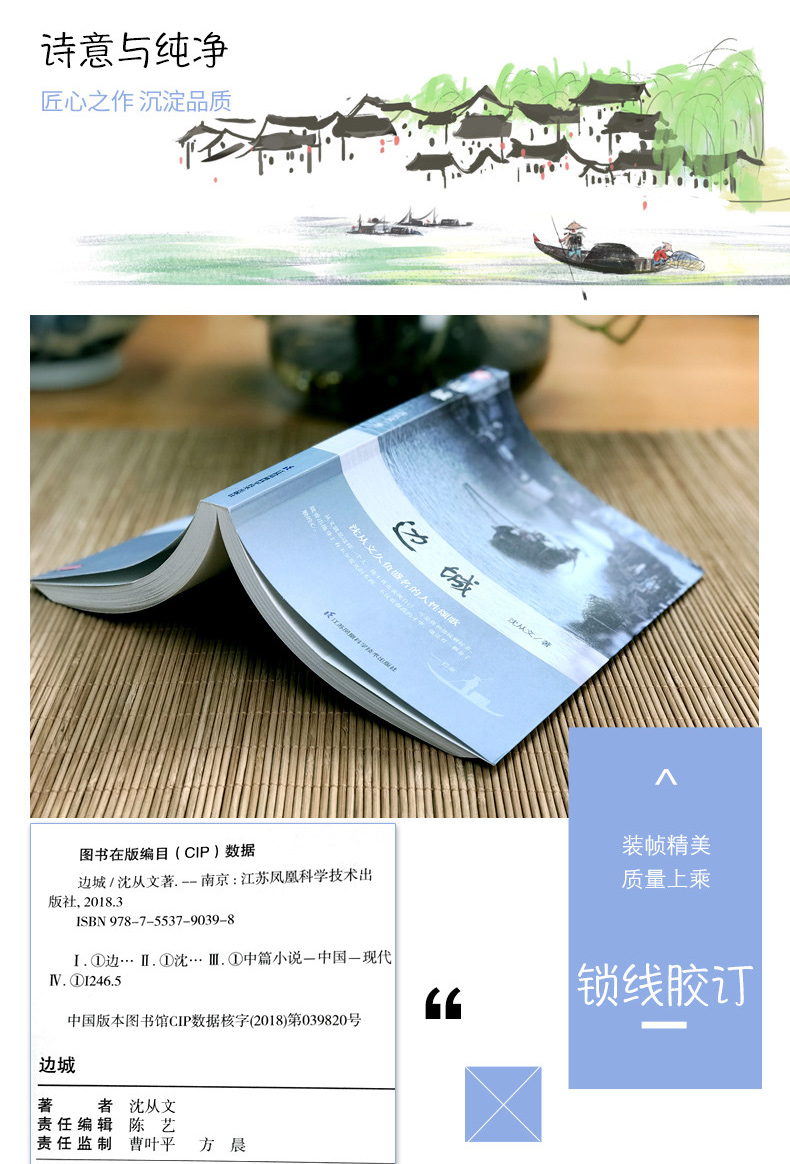 诗意与纯净
匠心之作 沉淀品质
边城
沈从文久负盛名的人性颂歌
沈从文/著
江苏凤凰科学技术出版社
装帧精美
质量上乘
锁线胶订
图书在版编目（CIP）数据
边城 / 沈从文著. -- 南京 : 江苏凤凰科学技术出
版社, 2018.3
ISBN 978-7-5537-9039-8
Ⅰ. ①边… Ⅱ. ①沈… Ⅲ. ①中篇小说—中国—现代
Ⅳ. ①I246.5
中国版本图书馆CIP数据核字(2018)第039820号
边城
著 者 沈从文
责任编辑 陈 艺
责任监制 曹叶平 方 晨